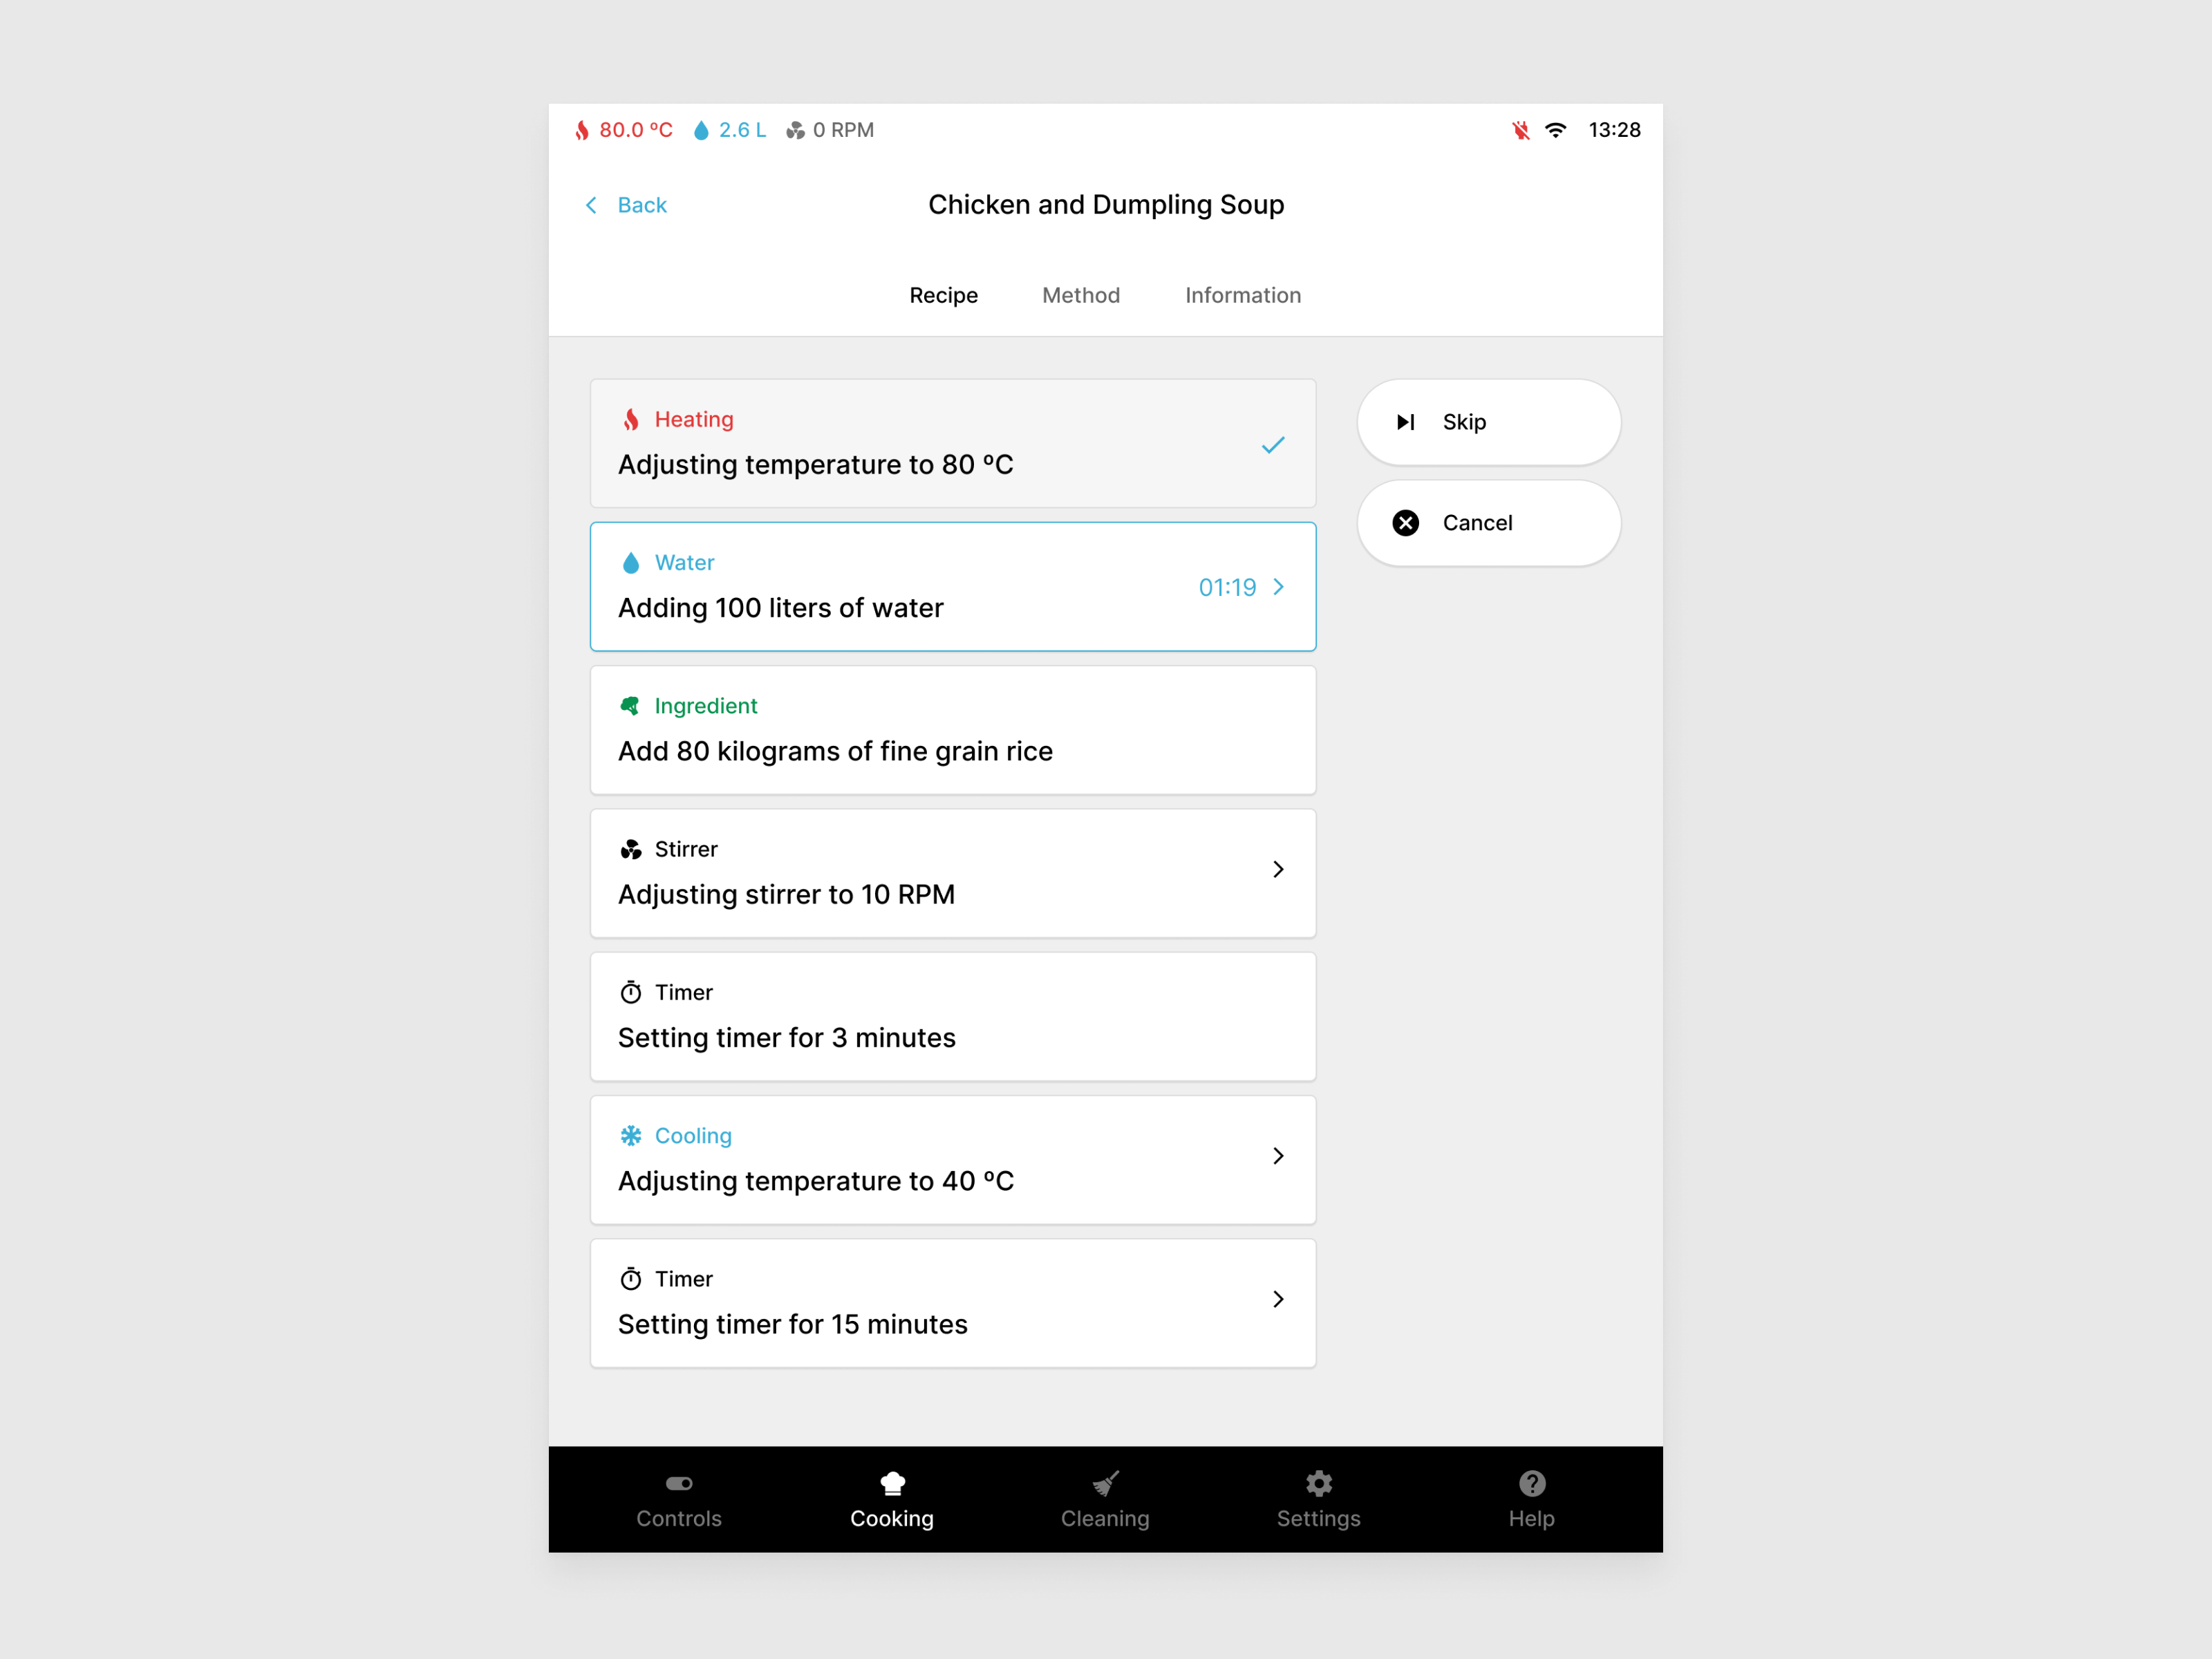 80.0 ºC 2.6 L 0 RPM 13:28
Back Chicken and Dumpling Soup
Recipe Method Information
Heating
Adjusting temperature to 80 ºC
Skip
Water
Adding 100 liters of water
01:19
Cancel
Ingredient
Add 80 kilograms of fine grain rice
Stirrer
Adjusting stirrer to 10 RPM
Timer
Setting timer for 3 minutes
Cooling
Adjusting temperature to 40 ºC
Timer
Setting timer for 15 minutes
Controls Cooking Cleaning Settings Help